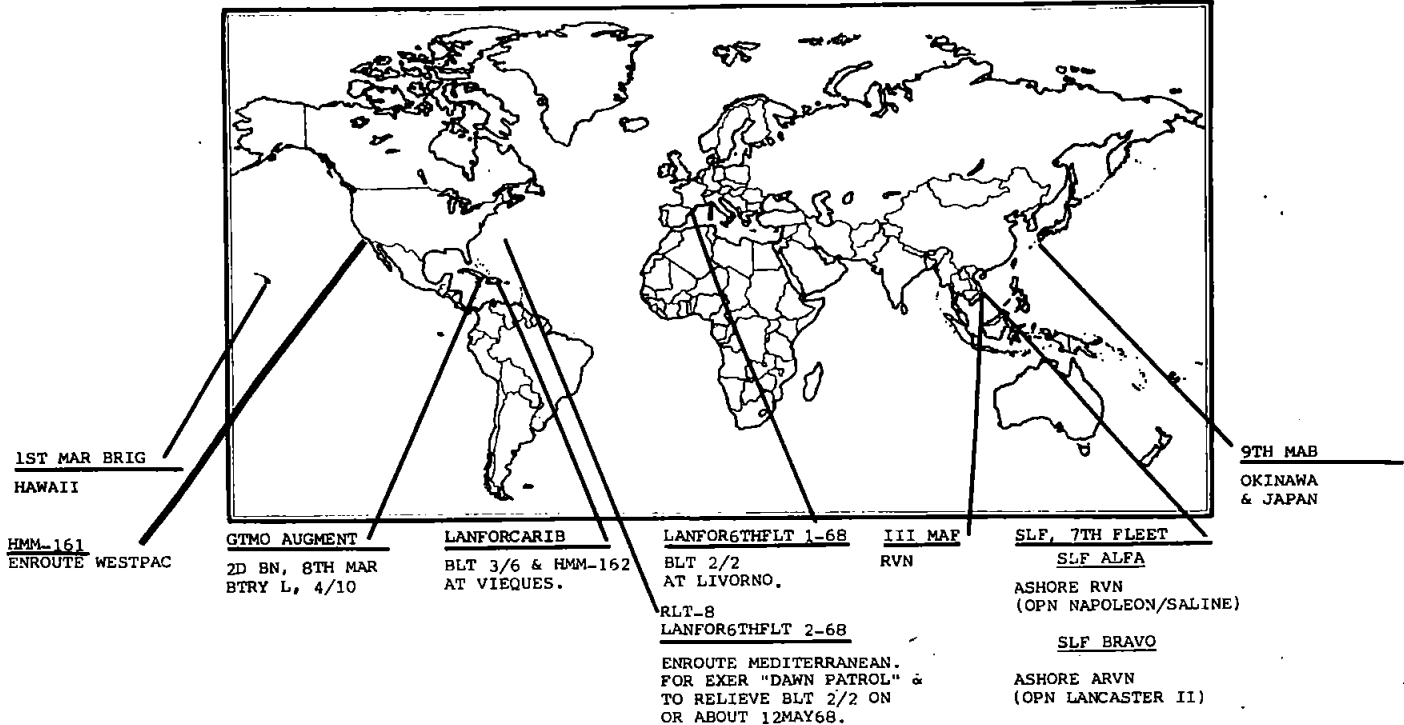 1ST MAR BRIG
HAWAII
HMM-161
ENROUTE WESTPAC
GTMO AUGMENT
2D BN, 8TH MAR
BTRY L, 4/10
LANFORCARIB
BLT 3/6 & HMM-162
AT VIEQUES.
LANFOR6THFLT 1-68
BLT 2/2
AT LIVORNO.
RLT-8
LANFOR6THFLT 2-68
ENROUTE MEDITERRANEAN.
FOR EXER "DAWN PATROL" &
TO RELIEVE BLT 2/2 ON
OR ABOUT 12MAY68.
III MAF
RVN
SLF, 7TH FLEET
SLF ALFA
ASHORE RVN
(OPN NAPOLEON/SALINE)
SLF BRAVO
ASHORE ARVN
(OPN LANCASTER II)
9TH MAB
OKINAWA
& JAPAN